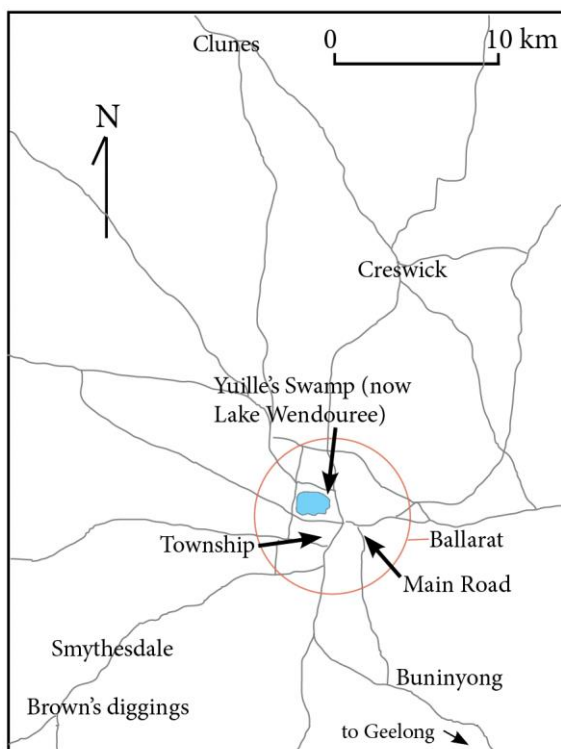 Clunes
0 10 km
N
Creswick
Yuille's Swamp (now
Lake Wendouree)
Township
Ballarat
Main Road
Smythesdale
Buninyong
Brown's diggings
to Geelong